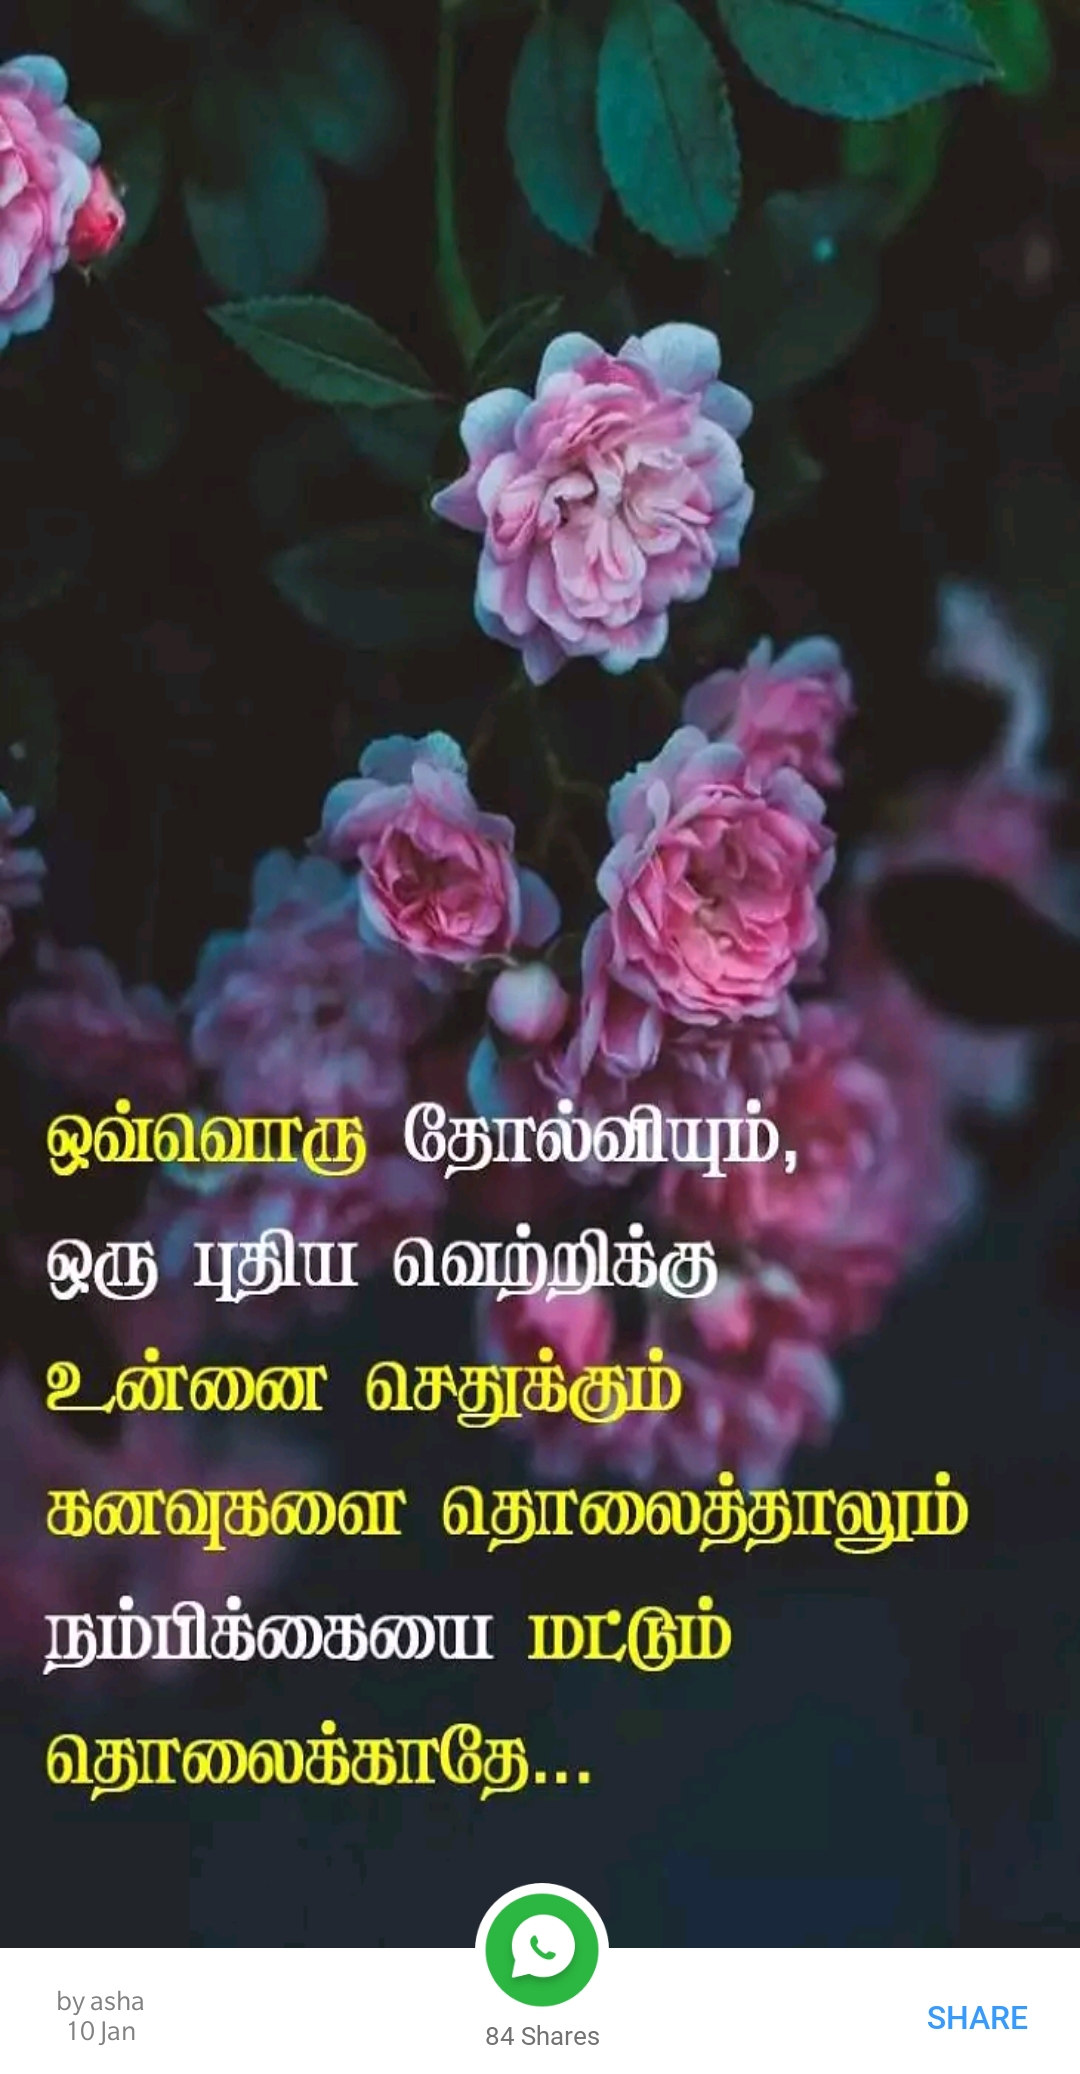 ஒவ்வொரு தோல்வியும்,
ஒரு புதிய வெற்றிக்கு
உன்னை செதுக்கும்
கனவுகளை தொலைத்தாலும்
நம்பிக்கையை மட்டும்
தொலைக்காதே...
by asha
10 Jan
84 Shares
SHARE